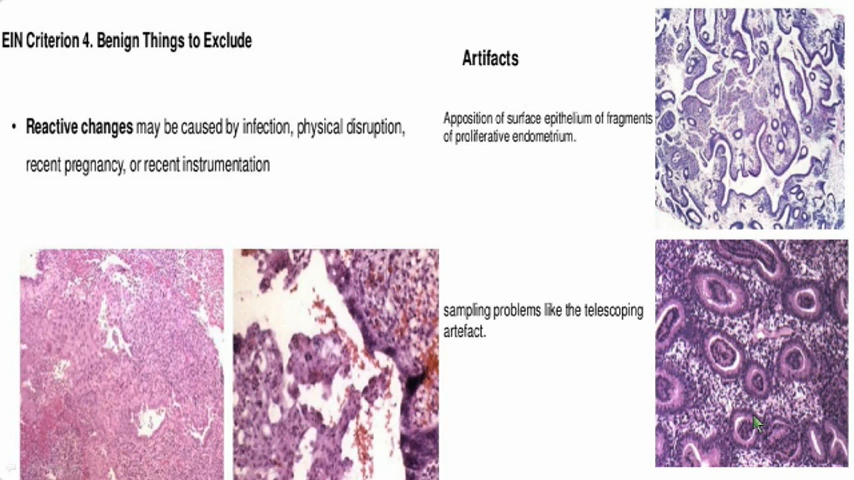 EIN Criterion 4. Benign Things to Exclude
• Reactive changes may be caused by infection, physical disruption,
recent pregnancy, or recent instrumentation
Artifacts
Apposition of surface epithelium of fragments
of proliferative endometrium.
sampling problems like the telescoping
artefact.